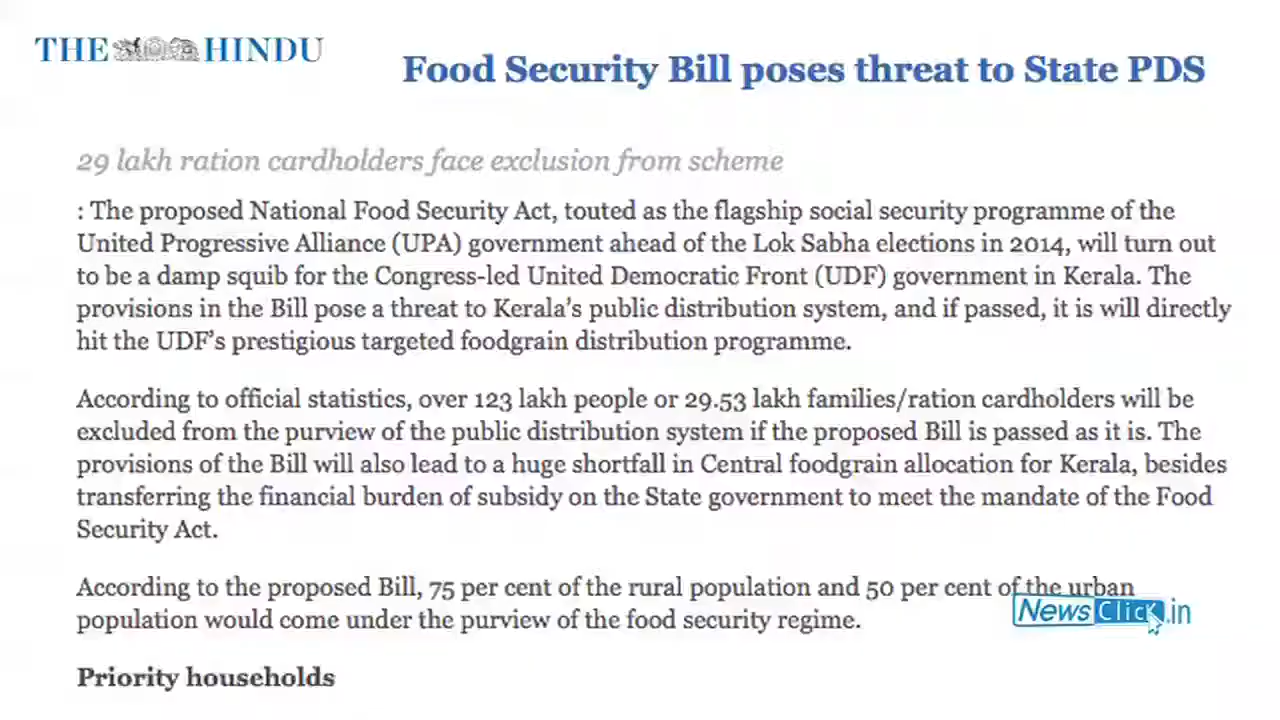 THE HINDU
Food Security Bill poses threat to State PDS
29 lakh ration cardholders face exclusion from scheme
: The proposed National Food Security Act, touted as the flagship social security programme of the
United Progressive Alliance (UPA) government ahead of the Lok Sabha elections in 2014, will turn out
to be a damp squib for the Congress-led United Democratic Front (UDF) government in Kerala. The
provisions in the Bill pose a threat to Kerala's public distribution system, and if passed, it is will directly
hit the UDF's prestigious targeted foodgrain distribution programme.
According to official statistics, over 123 lakh people or 29.53 lakh families/ration cardholders will be
excluded from the purview of the public distribution system if the proposed Bill is passed as it is. The
provisions of the Bill will also lead to a huge shortfall in Central foodgrain allocation for Kerala, besides
transferring the financial burden of subsidy on the State government to meet the mandate of the Food
Security Act.
According to the proposed Bill, 75 per cent of the rural population and 50 per cent of the urban
population would come under the purview of the food security regime.
NewsClick.in
Priority households